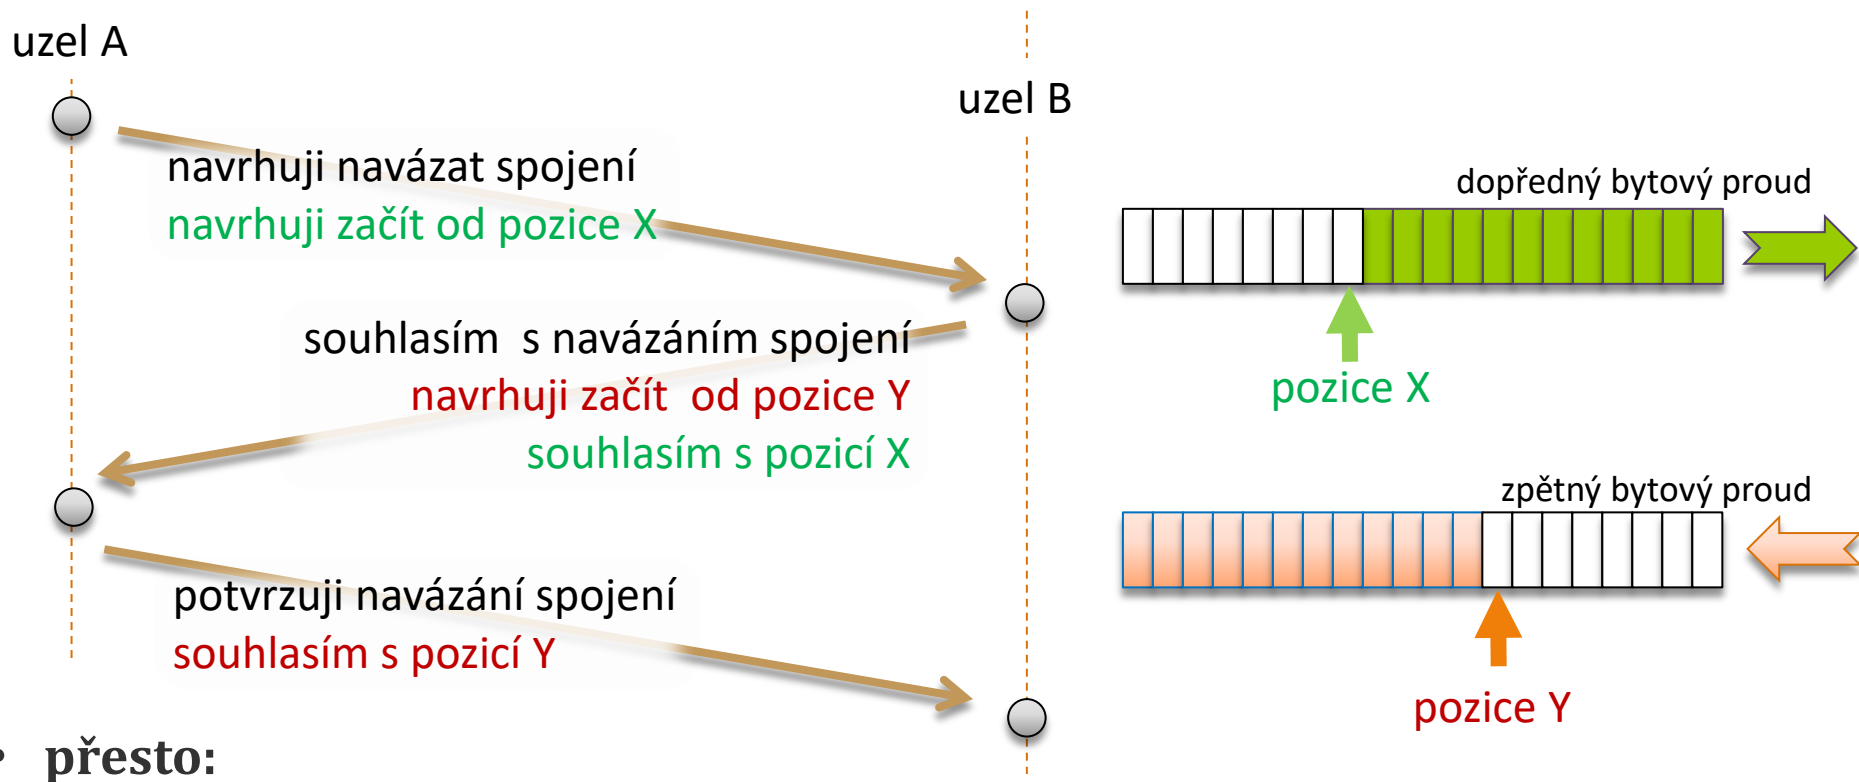 uzel A
uzel B
navrhuji navázat spojení
navrhuji začít od pozice X
souhlasím s navázáním spojení
navrhuji začít od pozice Y
souhlasím s pozicí X
potvrzuji navázání spojení
souhlasím s pozicí Y
dopředný bytový proud
pozice X
zpětný bytový proud
pozice Y
• přesto: